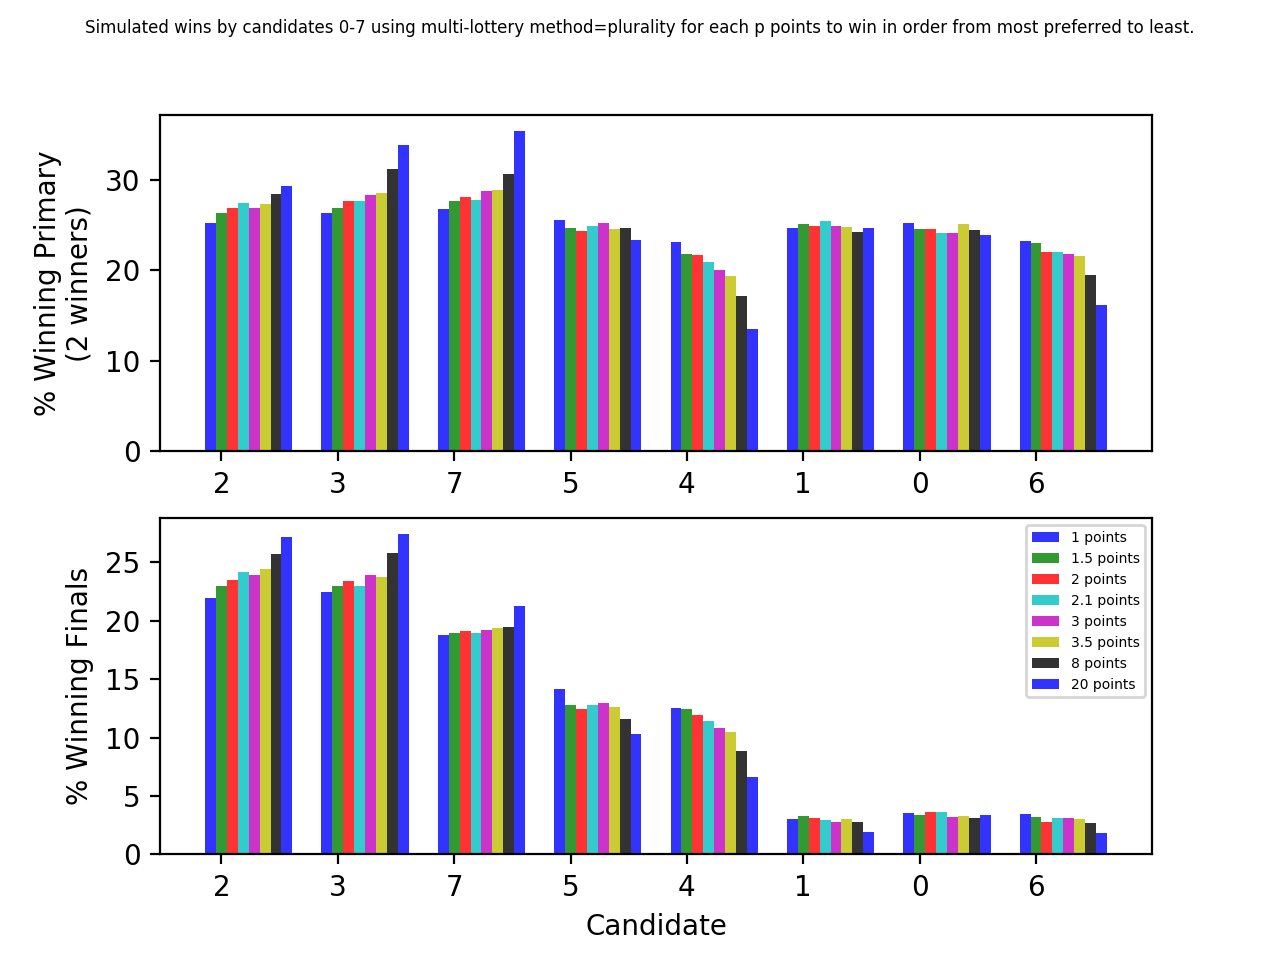 Simulated wins by candidates 0-7 using multi-lottery method=plurality for each p points to win in order from most preferred to least.
% Winning Primary
(2 winners)
30
20
10
0
2 3 7 5 4 1 0 6
% Winning Finals
25
20
15
10
5
0
1 points
1.5 points
2 points
2.1 points
3 points
3.5 points
8 points
20 points
2 3 7 5 4 1 0 6
Candidate